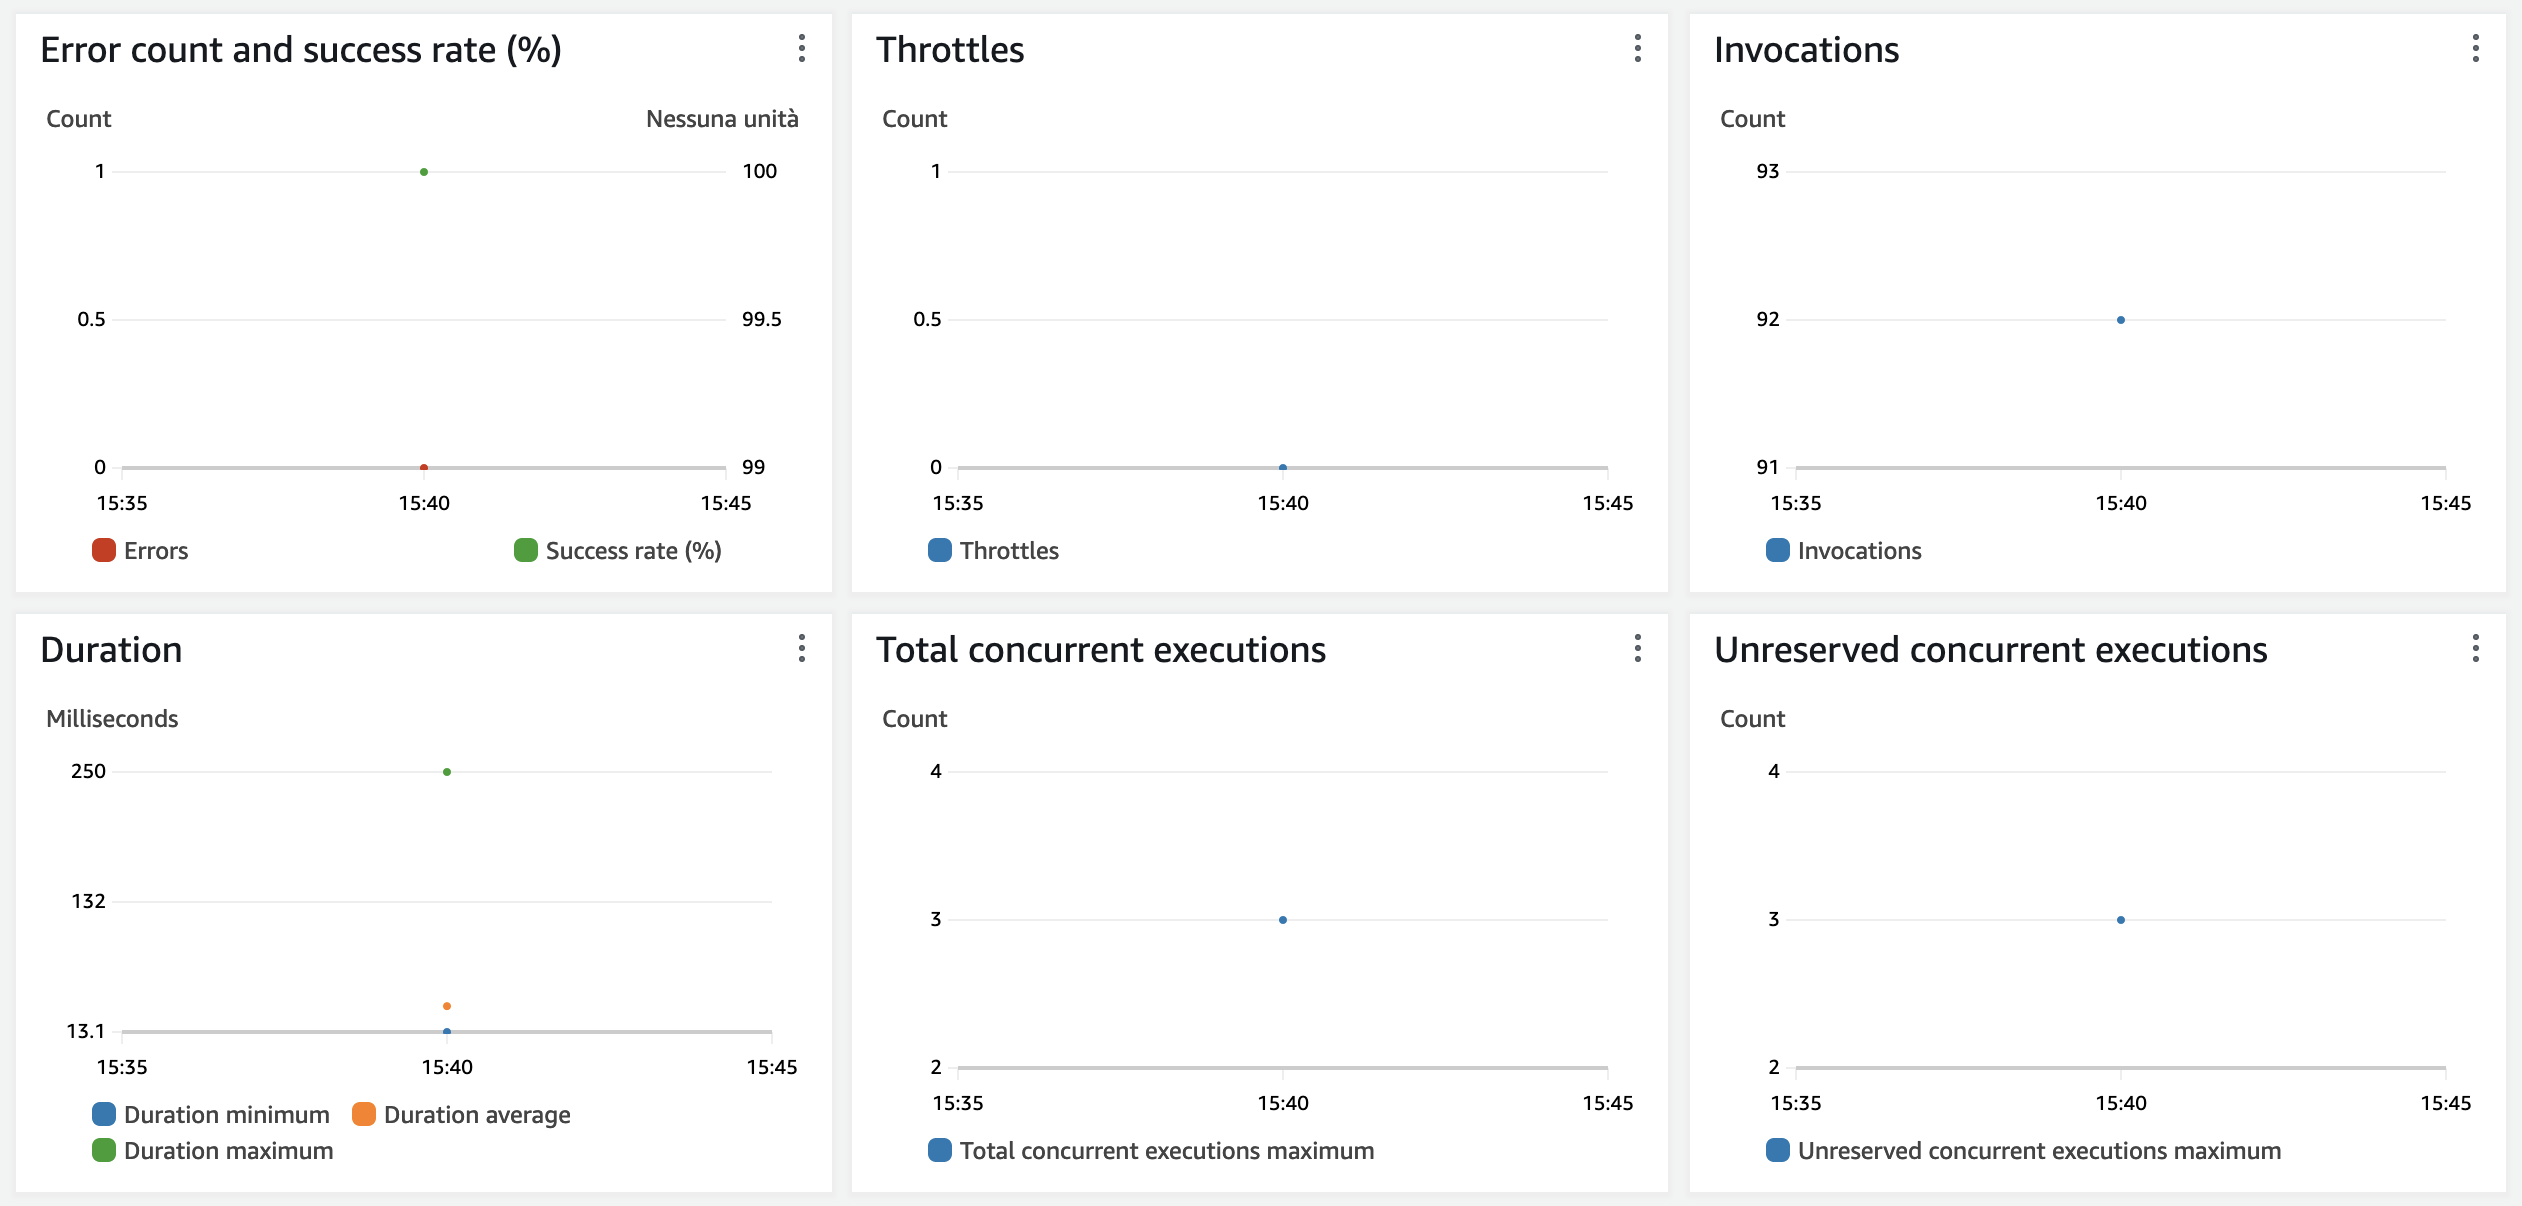 Error count and success rate (%)
Count
Nessuna unità
1
100
0.5
99.5
0
99
15:35
15:40
15:45
Errors
Success rate (%)
Throttles
Count
1
0.5
0
15:35
15:40
15:45
Throttles
Invocations
Count
93
92
91
15:35
15:40
15:45
Invocations
Duration
Milliseconds
250
132
13.1
15:35
15:40
15:45
Duration minimum
Duration average
Duration maximum
Total concurrent executions
Count
4
3
2
15:35
15:40
15:45
Total concurrent executions maximum
Unreserved concurrent executions
Count
4
3
2
15:35
15:40
15:45
Unreserved concurrent executions maximum